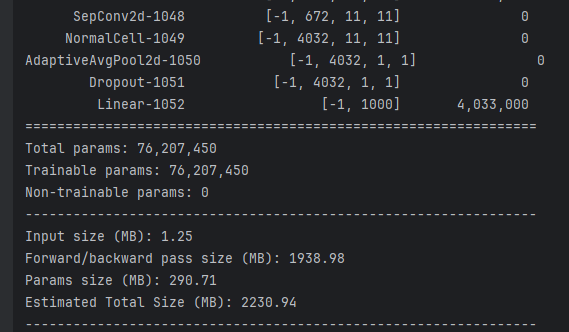 SepConv2d-1048 [-1, 672, 11, 11] 0
NormalCell-1049 [-1, 4032, 11, 11] 0
AdaptiveAvgPool2d-1050 [-1, 4032, 1, 1] 0
Dropout-1051 [-1, 4032, 1, 1] 0
Linear-1052 [-1, 1000] 4,033,000
================================================================
Total params: 76,207,450
Trainable params: 76,207,450
Non-trainable params: 0
----------------------------------------------------------------
Input size (MB): 1.25
Forward/backward pass size (MB): 1938.98
Params size (MB): 290.71
Estimated Total Size (MB): 2230.94
----------------------------------------------------------------